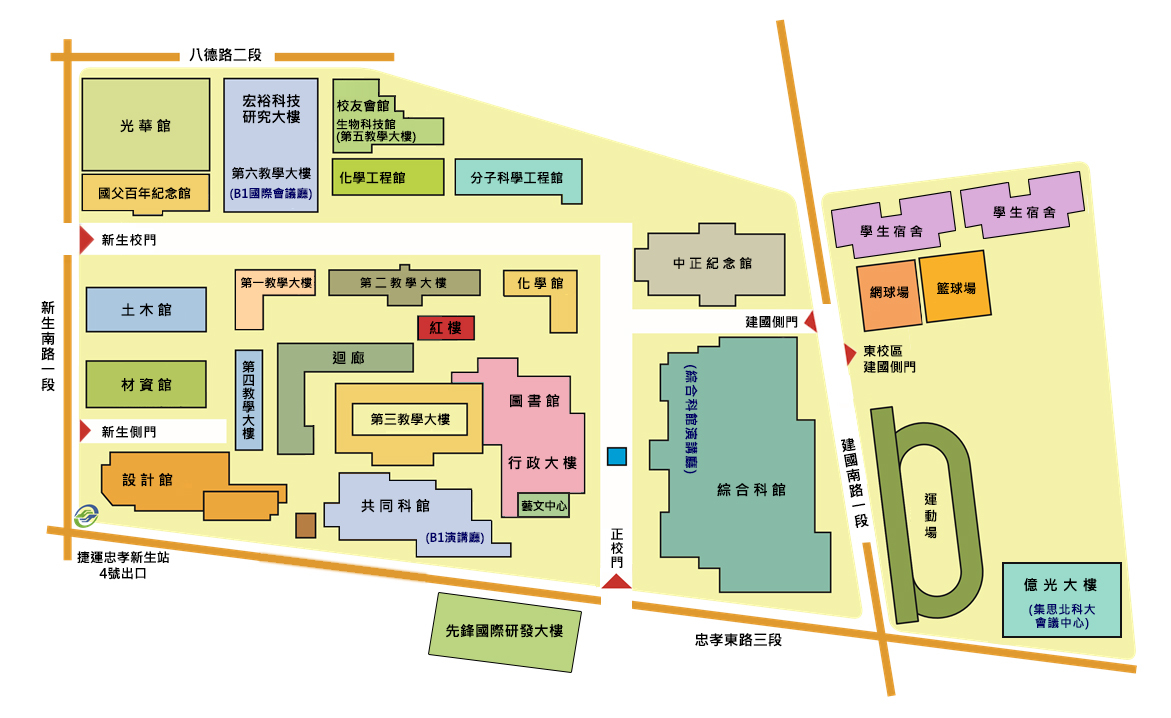 八德路二段
光華館
宏裕科技
研究大樓
第六教學大樓
(B1國際會議廳)
校友會館
生物科技館
(第五教學大樓)
化學工程館
分子科學工程館
國父百年紀念館
學生宿舍
學生宿舍
新生校門
中正紀念館
網球場
籃球場
第一教學大樓
第二教學大樓
化學館
土木館
紅樓
建國側門
新生南路一段
迴廊
東校區
建國側門
材資館
第四教學大樓
圖書館
(綜合科館演講廳)
第三教學大樓
新生側門
行政大樓
建國南路一段
設計館
綜合科館
共同科館
藝文中心
運動場
(B1演講廳)
正校門
捷運忠孝新生站
4號出口
億光大樓
(集思北科大
會議中心)
先鋒國際研發大樓
忠孝東路三段